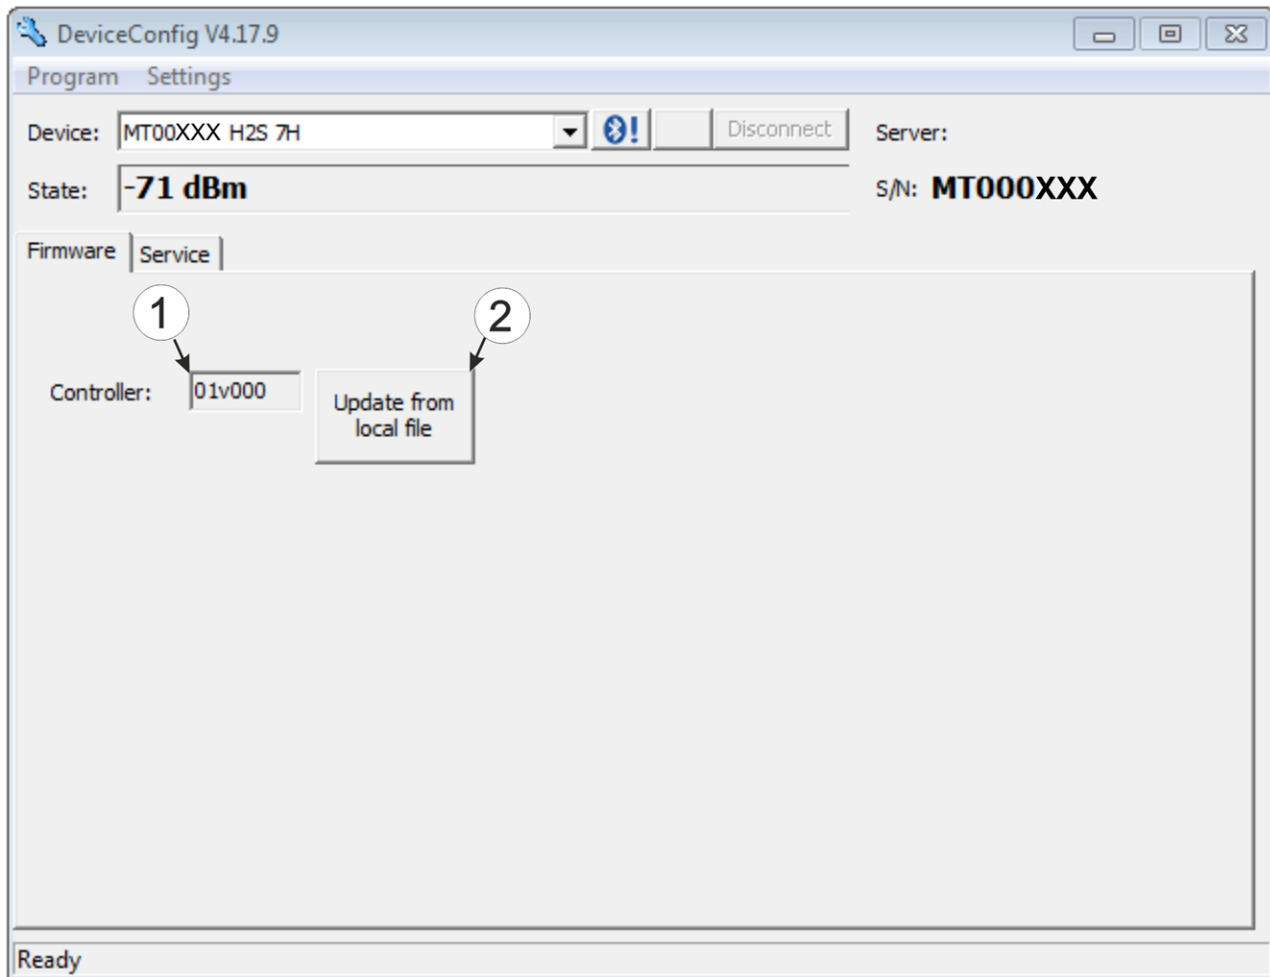 DeviceConfig V4.17.9
Program Settings
Device: MT00XXX H2S 7H ! Disconnect Server:
State: -71 dBm S/N: MT000XXX
Firmware Service
1 2
Controller: 01v000 Update from
local file
Ready